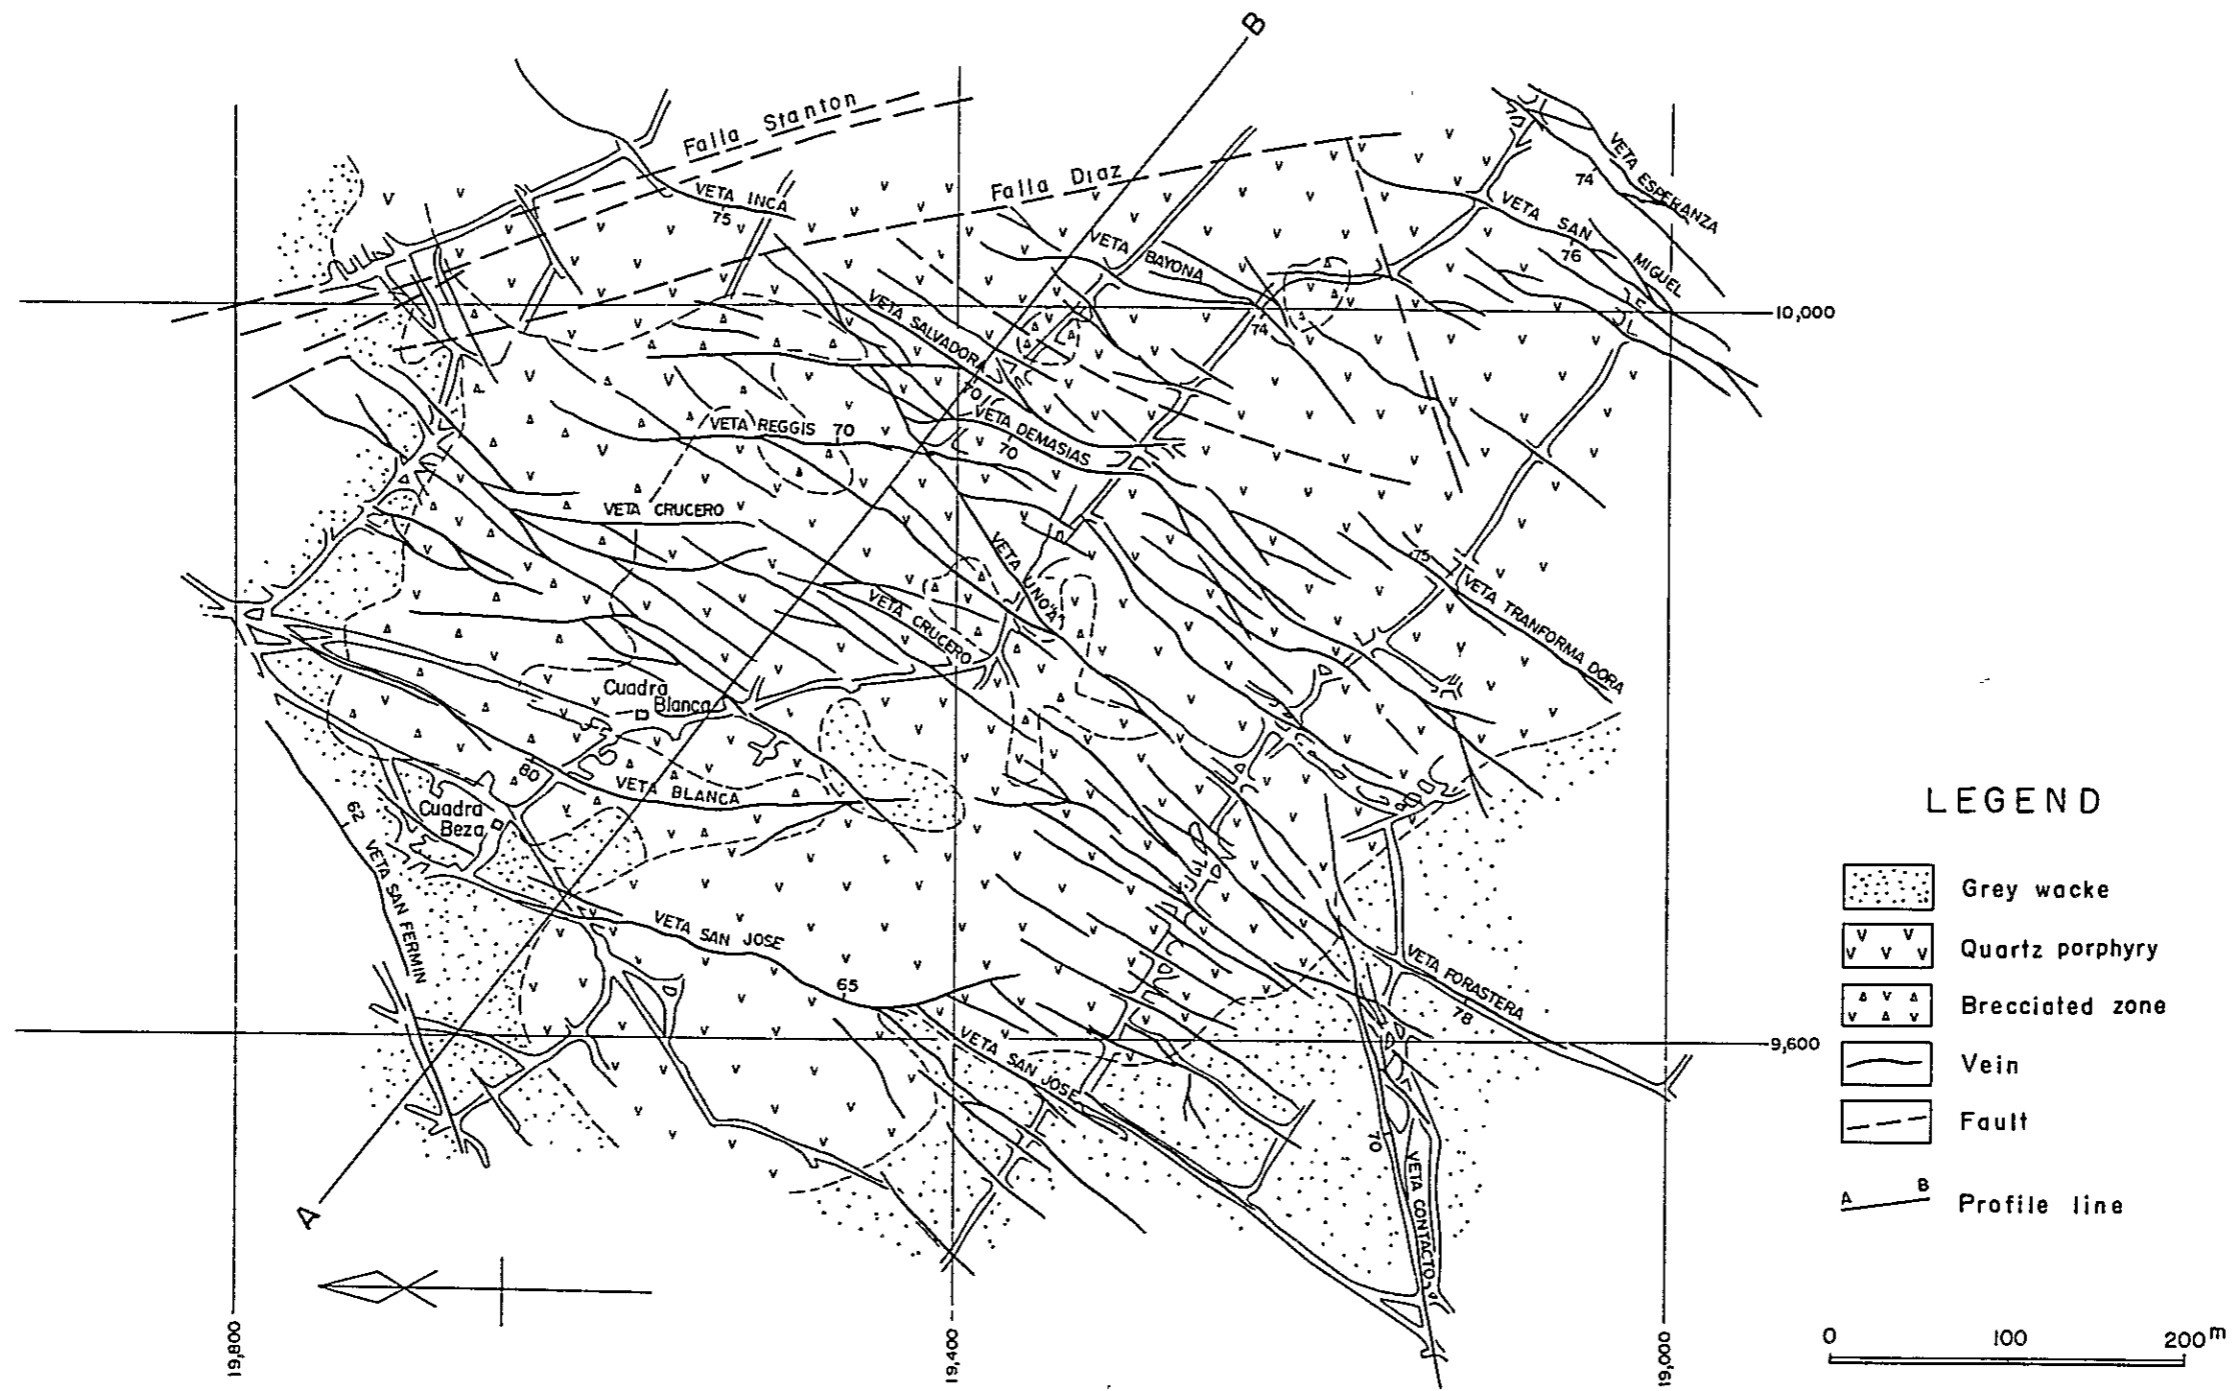 B
Falla Stanton
Falla Diaz
VETA INCA
75
VETA ESPERANZA
74
VETA SAN MIGUEL
76
VETA BAYONA
74
10,000
VETA SALVADOR
70
VETA REGGIS 70
VETA DEMASIAS
70
VETA CRUCERO
VETA UNO "A"
75
VETA TRANFORMA DORA
VETA CRUCERO
Cuadra
Blanca
80
VETA BLANCA
Cuadra
Beza
62
VETA SAN FERMIN
VETA SAN JOSE
65
VETA FORASTERA
78
9,600
VETA SAN JOSE
70
VETA CONTACTO
A
19,800
19,400
19,000
LEGEND
Grey wacke
Quartz porphyry
Brecciated zone
Vein
Fault
A B
Profile line
0 100 200m